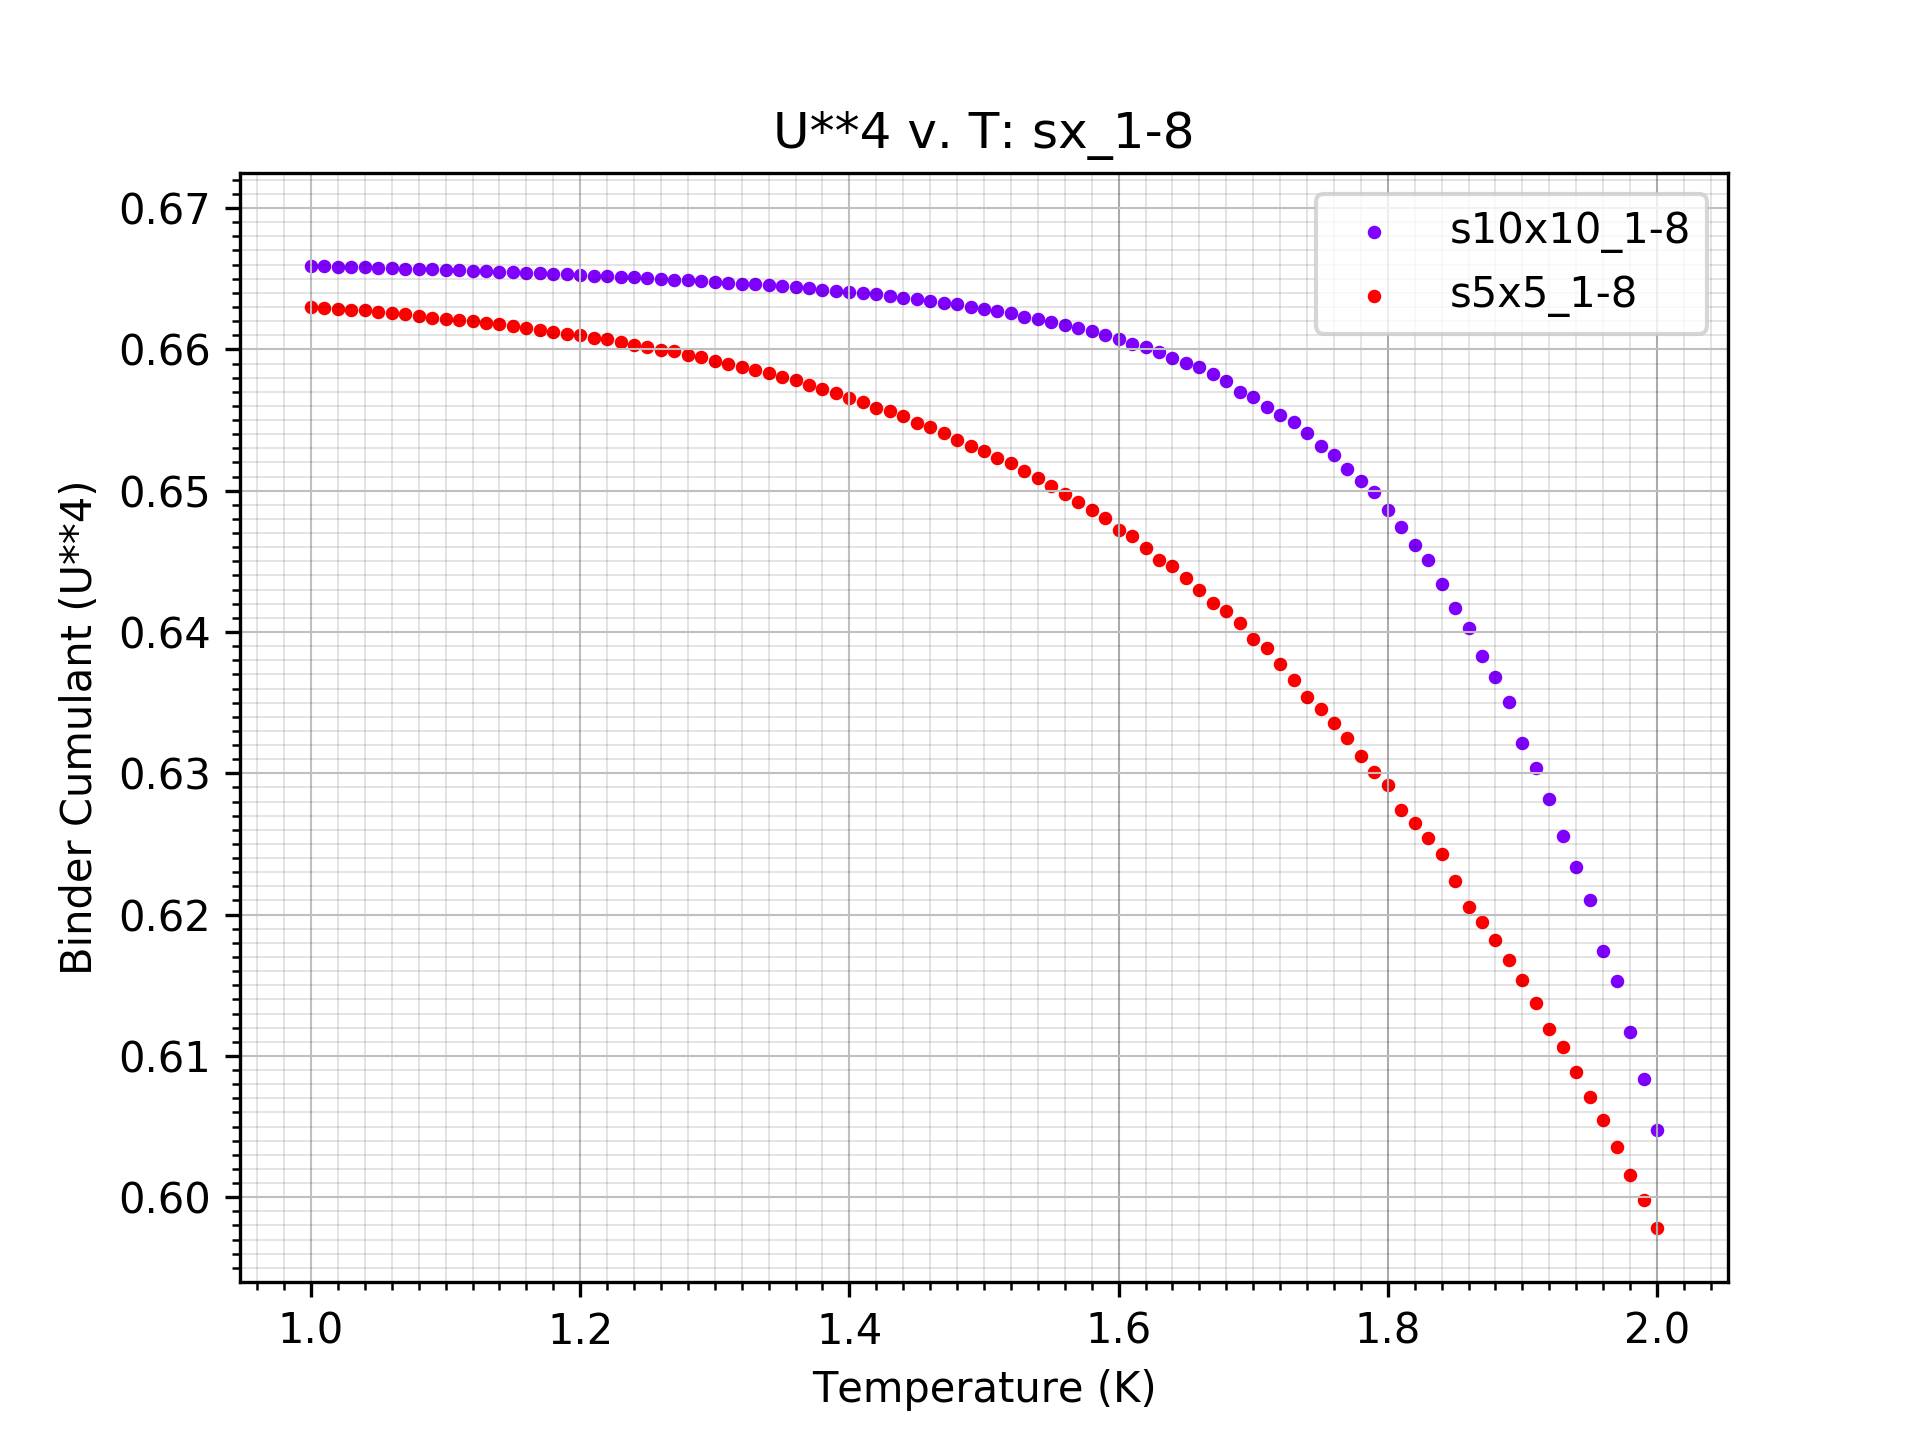 U**4 v. T: sx_1-8
s10x10_1-8
s5x5_1-8
Binder Cumulant (U**4)
0.67
0.66
0.65
0.64
0.63
0.62
0.61
0.60
1.0 1.2 1.4 1.6 1.8 2.0
Temperature (K)